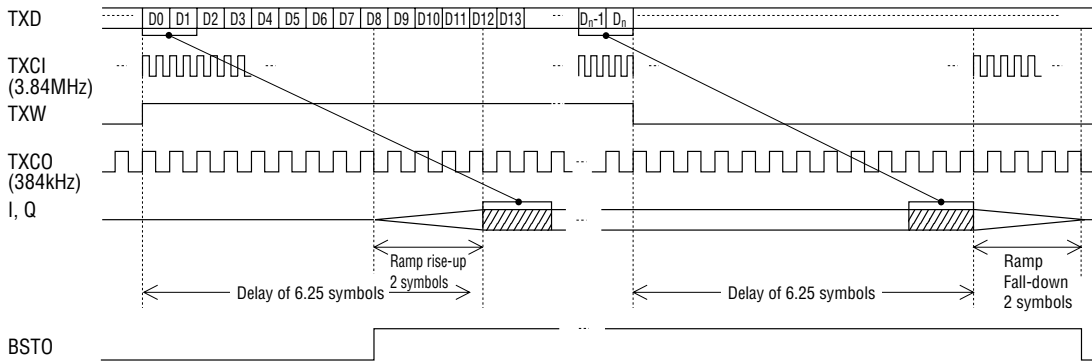 TXD
D0 D1 D2 D3 D4 D5 D6 D7 D8 D9 D10 D11 D12 D13 Dn-1 Dn
TXCI
(3.84MHz)
TXW
TXCO
(384kHz)
I, Q
Ramp rise-up
2 symbols
Ramp
Fall-down
2 symbols
Delay of 6.25 symbols
Delay of 6.25 symbols
BSTO